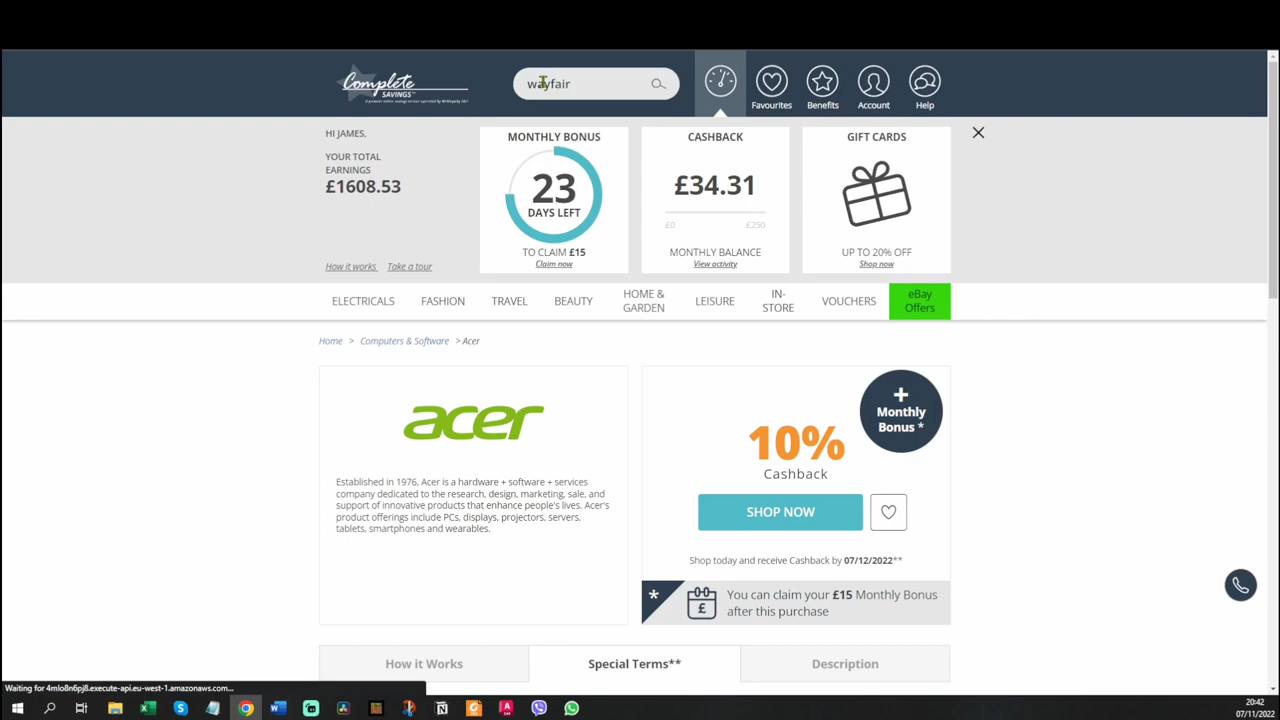 Complete
SAVINGS™
wayfair
Favourites
Benefits
Account
Help
HI JAMES,
YOUR TOTAL
EARNINGS
£1608.53
How it works
Take a tour
MONTHLY BONUS
23
DAYS LEFT
TO CLAIM £15
Claim now
CASHBACK
£34.31
£0
£250
MONTHLY BALANCE
View activity
GIFT CARDS
UP TO 20% OFF
Shop now
ELECTRICALS
FASHION
TRAVEL
BEAUTY
HOME &
GARDEN
LEISURE
IN-
STORE
VOUCHERS
eBay
Offers
Home > Computers & Software > Acer
acer
Established in 1976, Acer is a hardware + software + services
company dedicated to the research, design, marketing, sale, and
support of innovative products that enhance people's lives. Acer's
product offerings include PCs, displays, projectors, servers,
tablets, smartphones and wearables.
+
Monthly
Bonus *
10%
Cashback
SHOP NOW
Shop today and receive Cashback by 07/12/2022**
*
£
You can claim your £15 Monthly Bonus
after this purchase
How it Works
Special Terms**
Description
Waiting for 4mlo8n6pj8.execute-api.eu-west-1.amazonaws.com...
20:42
07/11/2022